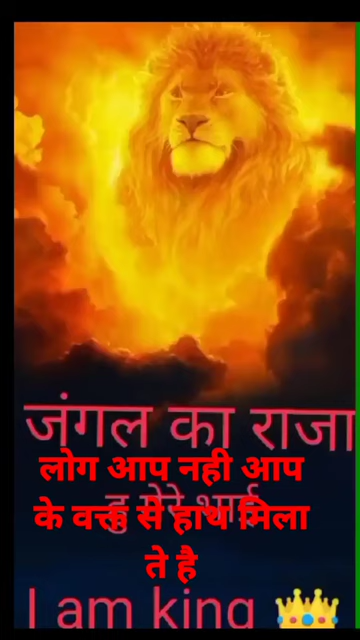 जंगल का राजा
लोग आप नही आप
तु मेरे भाई
के वक्त से हाथ मिला
ते है
I am king 👑